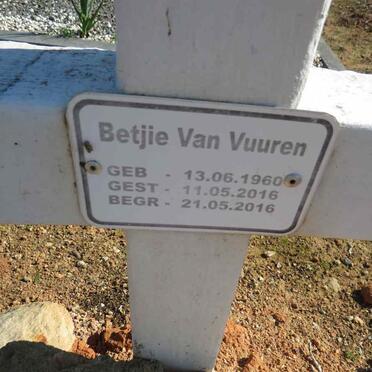 Betjie Van Vuuren
GEB - 13.06.1960
GEST - 11.05.2016
BEGR - 21.05.2016